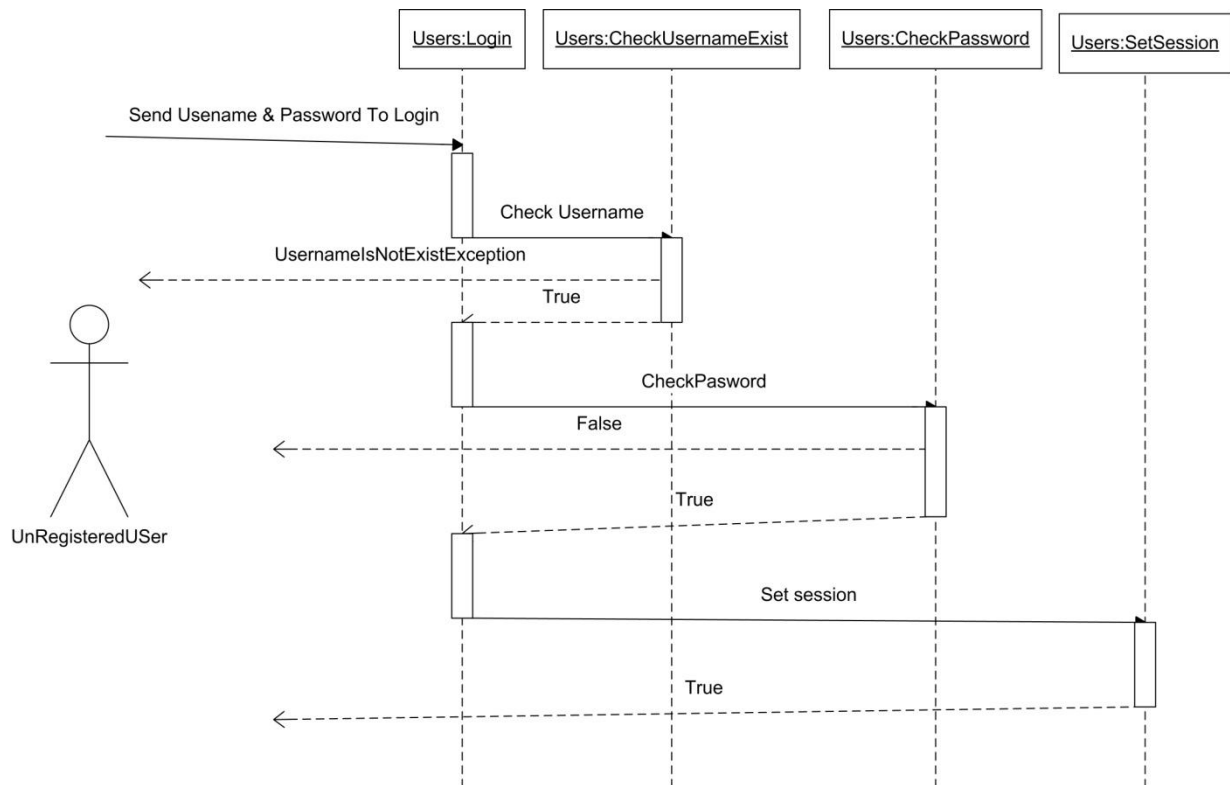 Users:Login
Users:CheckUsernameExist
Users:CheckPassword
Users:SetSession
Send Usename & Password To Login
Check Username
UsernameIsNotExistException
True
CheckPasword
False
True
UnRegisteredUSer
Set session
True